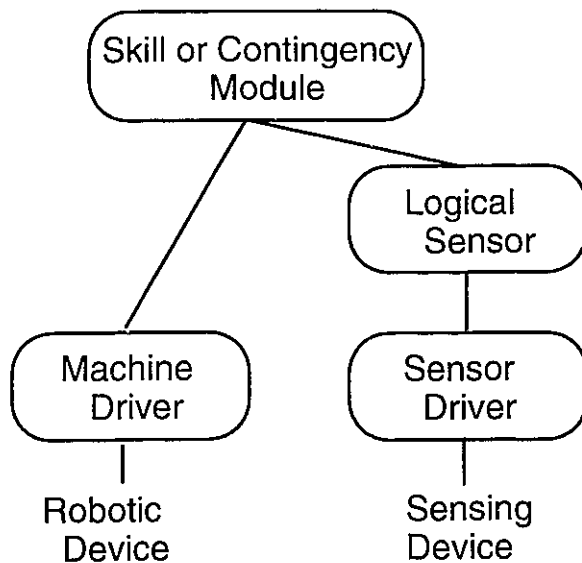 Skill or Contingency
Module
Logical
Sensor
Machine
Driver
Sensor
Driver
Robotic
Device
Sensing
Device